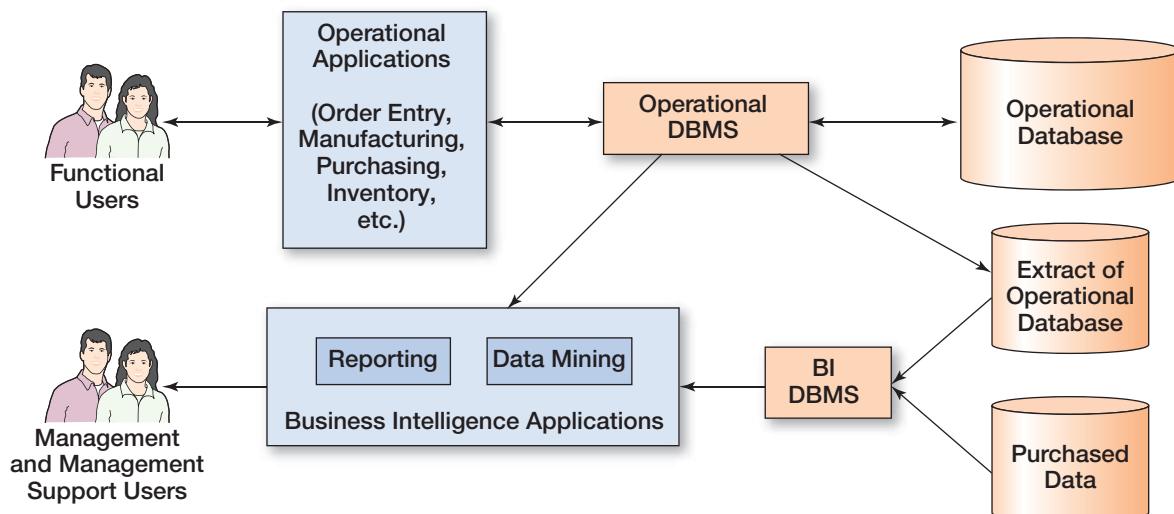 Operational
Applications
(Order Entry,
Manufacturing,
Purchasing,
Inventory,
etc.)
Functional
Users
Operational
DBMS
Operational
Database
Extract of
Operational
Database
Reporting
Data Mining
Business Intelligence Applications
BI
DBMS
Management
and Management
Support Users
Purchased
Data